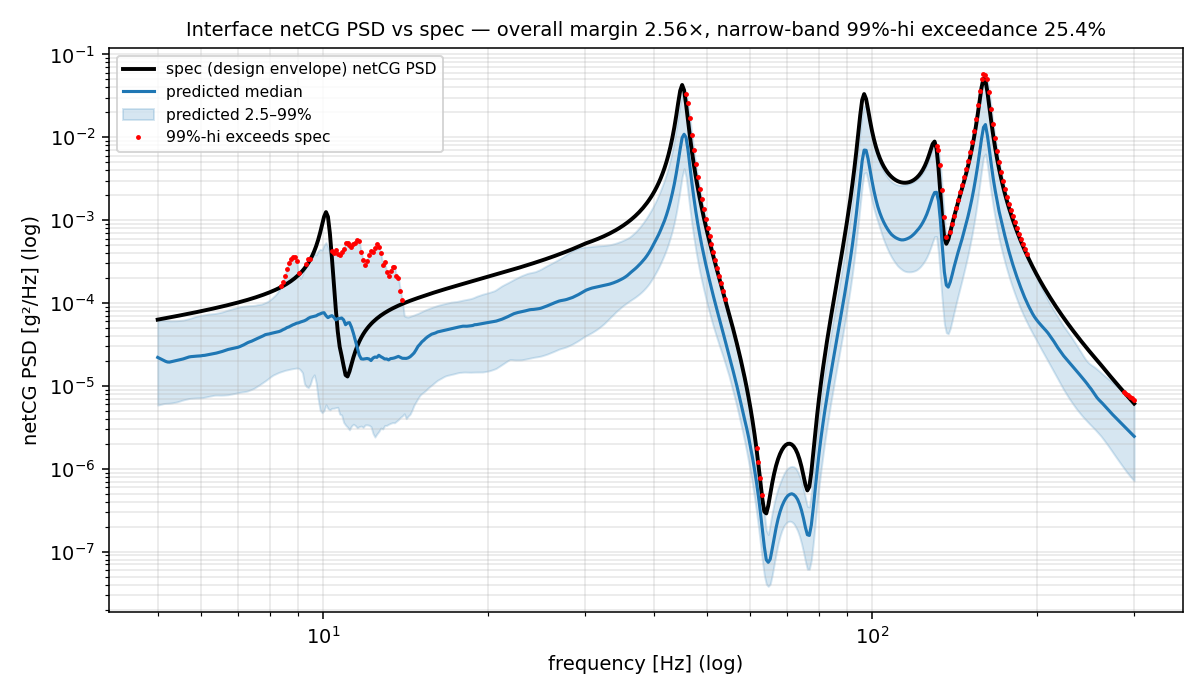 Interface netCG PSD vs spec — overall margin 2.56×, narrow-band 99%-hi exceedance 25.4%
spec (design envelope) netCG PSD
predicted median
predicted 2.5–99%
99%-hi exceeds spec
netCG PSD [g²/Hz] (log)
10⁻¹
10⁻²
10⁻³
10⁻⁴
10⁻⁵
10⁻⁶
10⁻⁷
10¹
10²
frequency [Hz] (log)